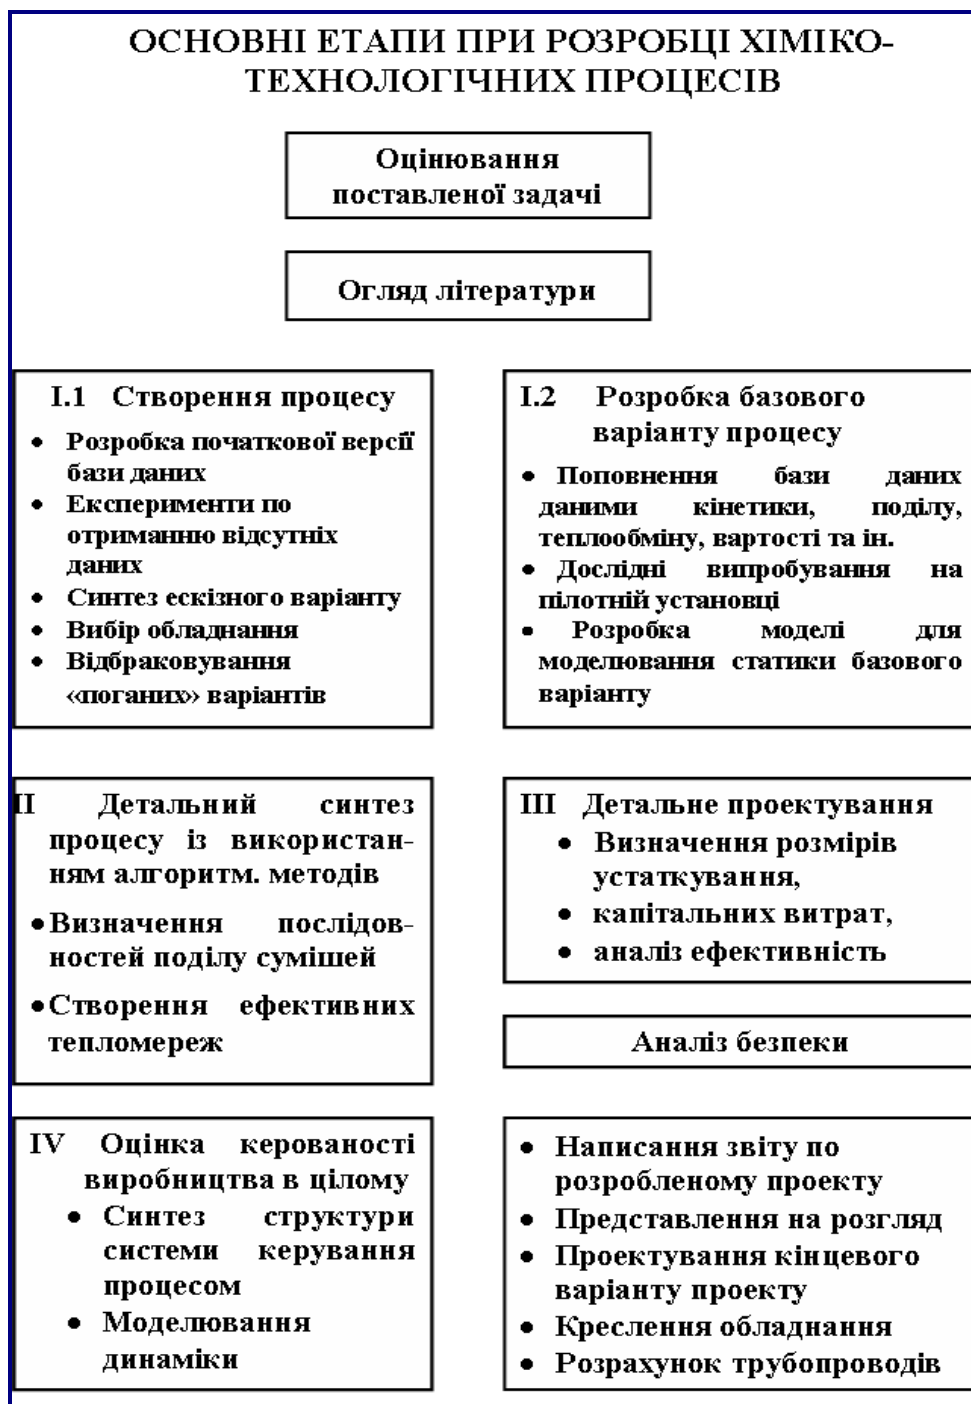 ОСНОВНІ ЕТАПИ ПРИ РОЗРОБЦІ ХІМІКО-
ТЕХНОЛОГІЧНИХ ПРОЦЕСІВ
Оцінювання
поставленої задачі
Огляд літератури
I.1 Створення процесу
• Розробка початкової версії
бази даних
• Експерименти по
отриманню відсутніх
даних
• Синтез ескізного варіанту
• Вибір обладнання
• Відбраковування
«поганих» варіантів
I.2 Розробка базового
варіанту процесу
• Поповнення бази даних
даними кінетики, поділу,
теплообміну, вартості та ін.
• Дослідні випробування на
пілотній установці
• Розробка моделі для
моделювання статики базового
варіанту
II Детальний синтез
процесу із використан-
ням алгоритм. методів
• Визначення послідов-
ностей поділу сумішей
• Створення ефективних
тепломереж
III Детальне проектування
• Визначення розмірів
устаткування,
• капітальних витрат,
• аналіз ефективність
Аналіз безпеки
IV Оцінка керованості
виробництва в цілому
• Синтез структури
системи керування
процесом
• Моделювання
динаміки
• Написання звіту по
розробленому проекту
• Представлення на розгляд
• Проектування кінцевого
варіанту проекту
• Креслення обладнання
• Розрахунок трубопроводів